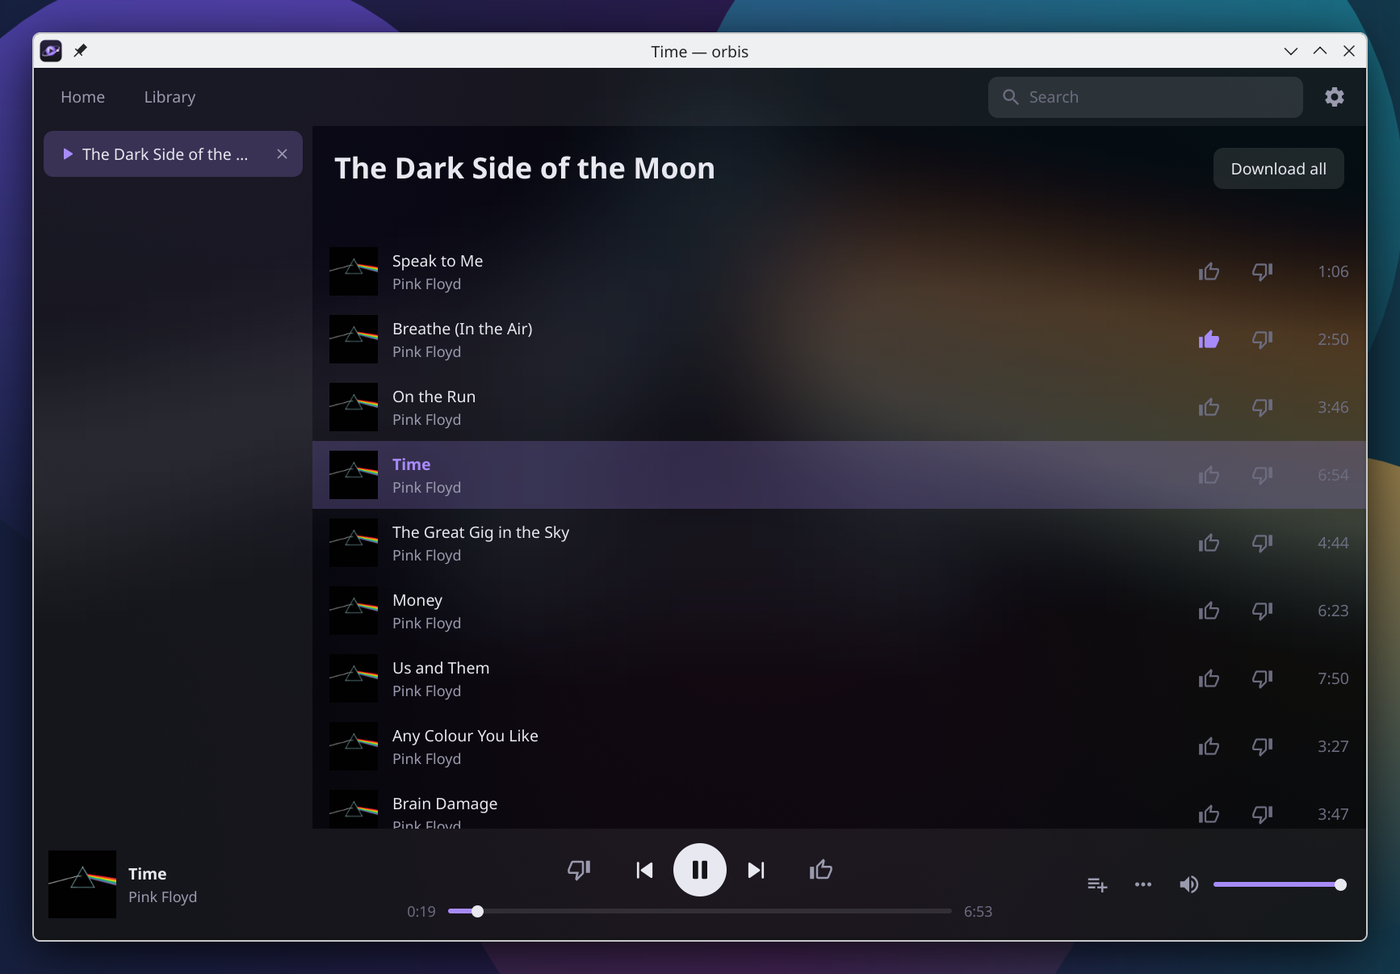 Time — orbis
Home
Library
Search
The Dark Side of the ...
The Dark Side of the Moon
Download all
Speak to Me
Pink Floyd
1:06
Breathe (In the Air)
Pink Floyd
2:50
On the Run
Pink Floyd
3:46
Time
Pink Floyd
6:54
The Great Gig in the Sky
Pink Floyd
4:44
Money
Pink Floyd
6:23
Us and Them
Pink Floyd
7:50
Any Colour You Like
Pink Floyd
3:27
Brain Damage
Pink Floyd
3:47
Time
Pink Floyd
0:19
6:53